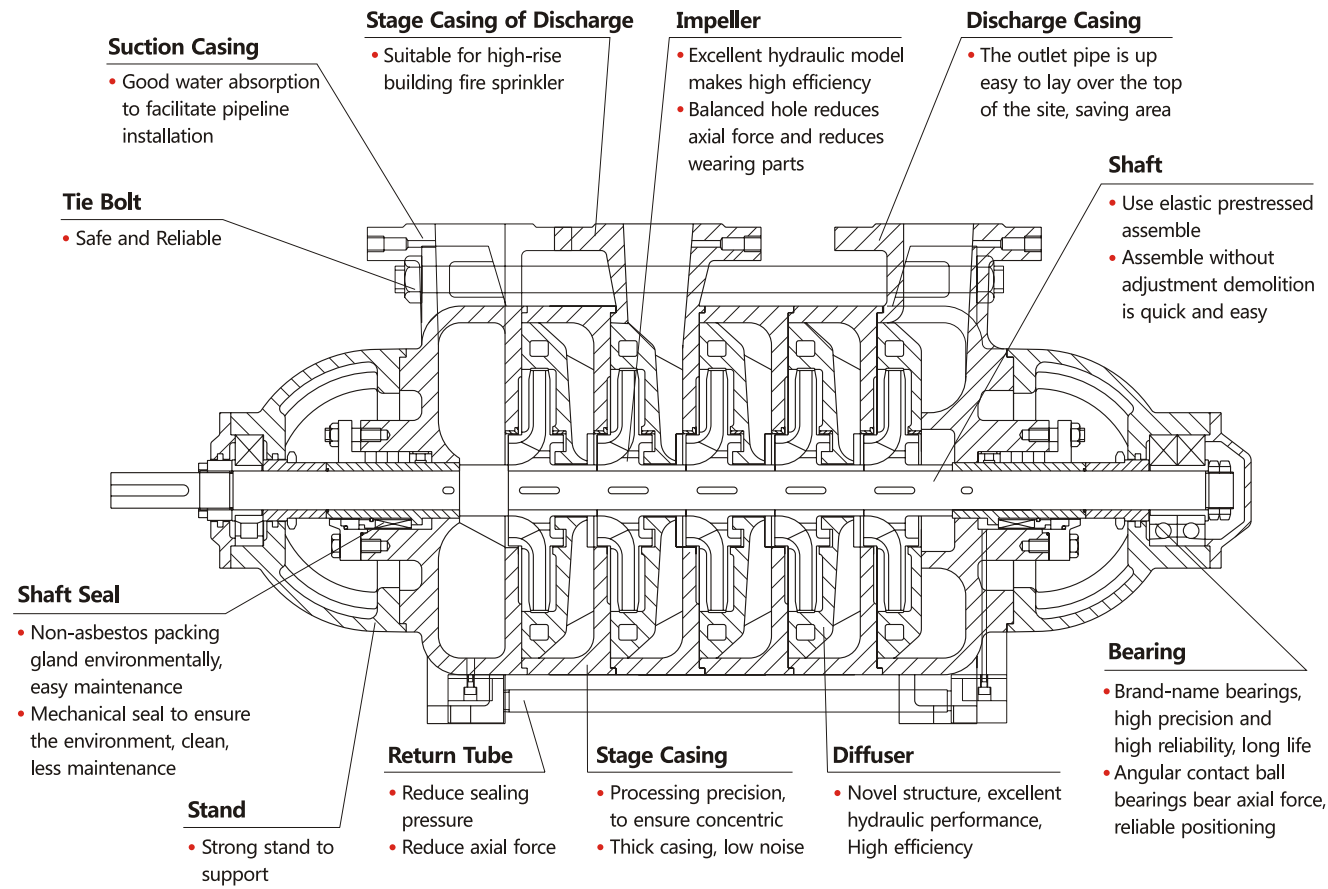 Suction Casing
• Good water absorption
to facilitate pipeline
installation
Stage Casing of Discharge
• Suitable for high-rise
building fire sprinkler
Impeller
• Excellent hydraulic model
makes high efficiency
• Balanced hole reduces
axial force and reduces
wearing parts
Discharge Casing
• The outlet pipe is up
easy to lay over the top
of the site, saving area
Tie Bolt
• Safe and Reliable
Shaft
• Use elastic prestressed
assemble
• Assemble without
adjustment demolition
is quick and easy
Shaft Seal
• Non-asbestos packing
gland environmentally,
easy maintenance
• Mechanical seal to ensure
the environment, clean,
less maintenance
Stand
• Strong stand to
support
Return Tube
• Reduce sealing
pressure
• Reduce axial force
Stage Casing
• Processing precision,
to ensure concentric
• Thick casing, low noise
Diffuser
• Novel structure, excellent
hydraulic performance,
High efficiency
Bearing
• Brand-name bearings,
high precision and
high reliability, long life
• Angular contact ball
bearings bear axial force,
reliable positioning